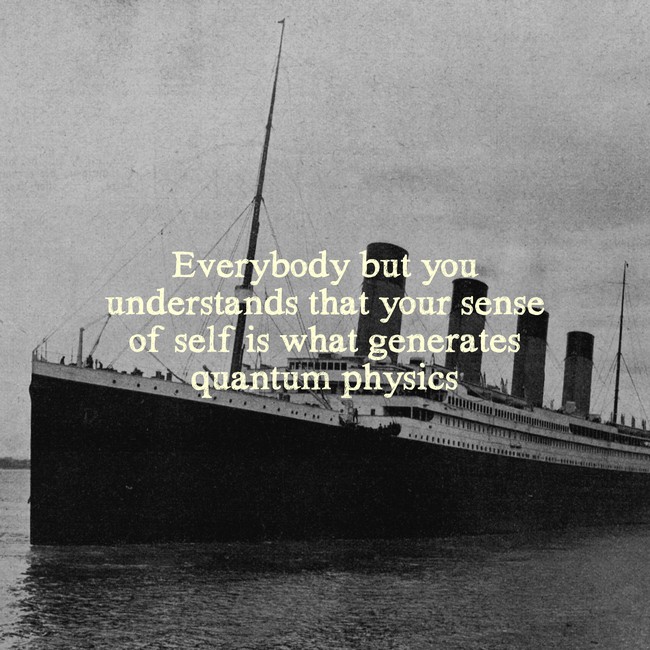 Everybody but you
understands that your sense
of self is what generates
quantum physics